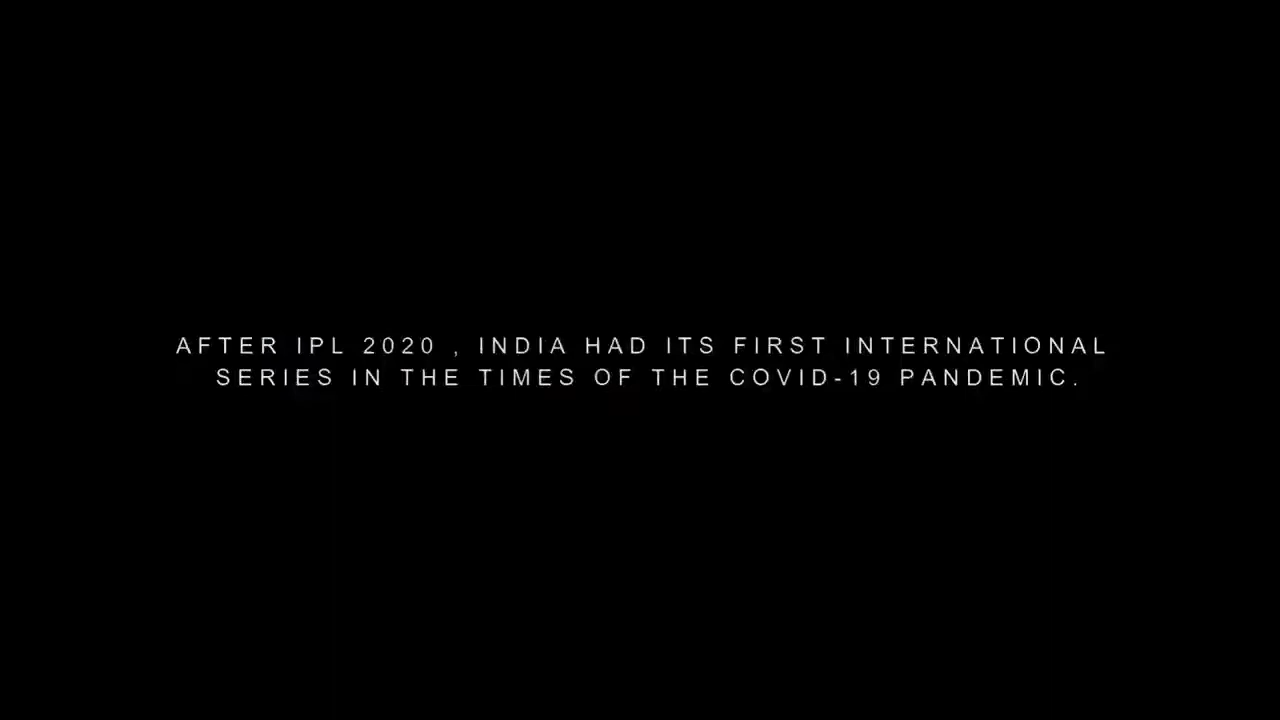 AFTER IPL 2020 , INDIA HAD ITS FIRST INTERNATIONAL
SERIES IN THE TIMES OF THE COVID-19 PANDEMIC.